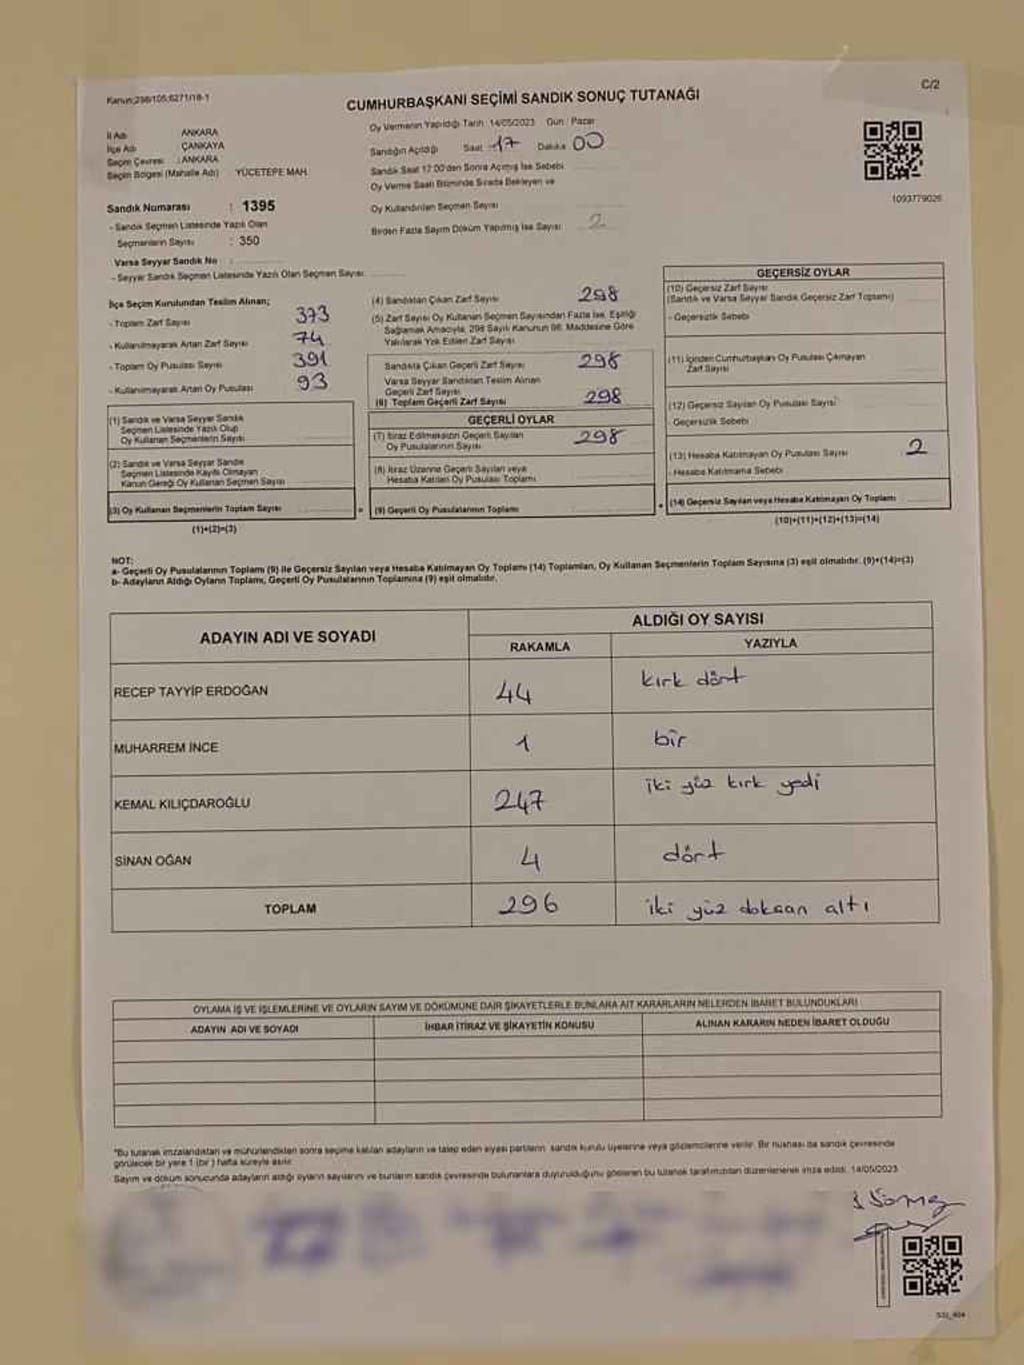 Kanun;298/105;6271/18-1
C/2
CUMHURBAŞKANI SEÇİMİ SANDIK SONUÇ TUTANAĞI
İl Adı ANKARA
İlçe Adı ÇANKAYA
Seçim Çevresi : ANKARA
Seçim Bölgesi (Mahalle Adı) YÜCETEPE MAH.
Sandık Numarası : 1395
- Sandık Seçmen Listesinde Yazılı Olan
Seçmenlerin Sayısı : 350
Varsa Seyyar Sandık No :
- Seyyar Sandık Seçmen Listesinde Yazılı Olan Seçmen Sayısı
Oy Vermenin Yapıldığı Tarih : 14/05/2023 Gün : Pazar
Sandığın Açıldığı Saat 17 Dakika 00
Sandık Saat 17:00'den Sonra Açılmış İse Sebebi
Oy Verme Saati Bitiminde Sırada Bekleyen ve
Oy Kullandırılan Seçmen Sayısı
Birden Fazla Sayım Döküm Yapılmış İse Sayısı 2
1093779026
İlçe Seçim Kurulundan Teslim Alınan;
- Toplam Zarf Sayısı 373
- Kullanılmayarak Artan Zarf Sayısı 74
- Toplam Oy Pusulası Sayısı 391
- Kullanılmayarak Artan Oy Pusulası 93
(1) Sandık ve Varsa Seyyar Sandık
Seçmen Listesinde Yazılı Olup
Oy Kullanan Seçmenlerin Sayısı
(2) Sandık ve Varsa Seyyar Sandık
Seçmen Listesinde Kayıtlı Olmayan
Kanun Gereği Oy Kullanan Seçmen Sayısı
(3) Oy Kullanan Seçmenlerin Toplam Sayısı
=
(1)+(2)=(3)
(4) Sandıktan Çıkan Zarf Sayısı 298
(5) Zarf Sayısı Oy Kullanan Seçmen Sayısından Fazla İse, Eşitliği
Sağlamak Amacıyla, 298 Sayılı Kanunun 98. Maddesine Göre
Yakılarak Yok Edilen Zarf Sayısı
Sandıkta Çıkan Geçerli Zarf Sayısı 298
Varsa Seyyar Sandıktan Teslim Alınan
Geçerli Zarf Sayısı
(6) Toplam Geçerli Zarf Sayısı 298
GEÇERLİ OYLAR
(7) İtiraz Edilmeksizin Geçerli Sayılan
Oy Pusulalarının Sayısı 298
(8) İtiraz Üzerine Geçerli Sayılan veya
Hesaba Katılan Oy Pusulası Toplamı
(9) Geçerli Oy Pusulalarının Toplamı
+
GEÇERSİZ OYLAR
(10) Geçersiz Zarf Sayısı
(Sandık ve Varsa Seyyar Sandık Geçersiz Zarf Toplamı)
- Geçersizlik Sebebi
(11) İçinden Cumhurbaşkanı Oy Pusulası Çıkmayan
Zarf Sayısı
(12) Geçersiz Sayılan Oy Pusulası Sayısı
- Geçersizlik Sebebi
(13) Hesaba Katılmayan Oy Pusulası Sayısı 2
- Hesaba Katılmama Sebebi
(14) Geçersiz Sayılan veya Hesaba Katılmayan Oy Toplamı
(10)+(11)+(12)+(13)=(14)
NOT:
a- Geçerli Oy Pusulalarının Toplamı (9) ile Geçersiz Sayılan veya Hesaba Katılmayan Oy Toplamı (14) Toplamları, Oy Kullanan Seçmenlerin Toplam Sayısına (3) eşit olmalıdır. (9)+(14)=(3)
b- Adayların Aldığı Oyların Toplamı, Geçerli Oy Pusulalarının Toplamına (9) eşit olmalıdır.
ADAYIN ADI VE SOYADI
ALDIĞI OY SAYISI
RAKAMLA YAZIYLA
RECEP TAYYİP ERDOĞAN 44 kırk dört
MUHARREM İNCE 1 bir
KEMAL KILIÇDAROĞLU 247 iki yüz kırk yedi
SİNAN OĞAN 4 dört
TOPLAM 296 iki yüz doksan altı
OYLAMA İŞ VE İŞLEMLERİNE VE OYLARIN SAYIM VE DÖKÜMÜNE DAİR ŞİKAYETLERLE BUNLARA AİT KARARLARIN NELERDEN İBARET BULUNDUKLARI
ADAYIN ADI VE SOYADI İHBAR İTİRAZ VE ŞİKAYETİN KONUSU ALINAN KARARIN NEDEN İBARET OLDUĞU
*Bu tutanak imzalandıktan ve mühürlendikten sonra seçime katılan adayların ve talep eden siyasi partilerin sandık kurulu üyelerine veya gözlemcilerine verilir. Bir nüshası da sandık çevresinde
görülecek bir yere 1 (bir) hafta süreyle asılır.
Sayım ve döküm sonucunda adayların aldığı oyların sayılarını ve bunların sandık çevresinde bulunanlara duyurulduğunu gösteren bu tutanak tarafımızdan düzenlenerek imza edildi. 14/05/2023